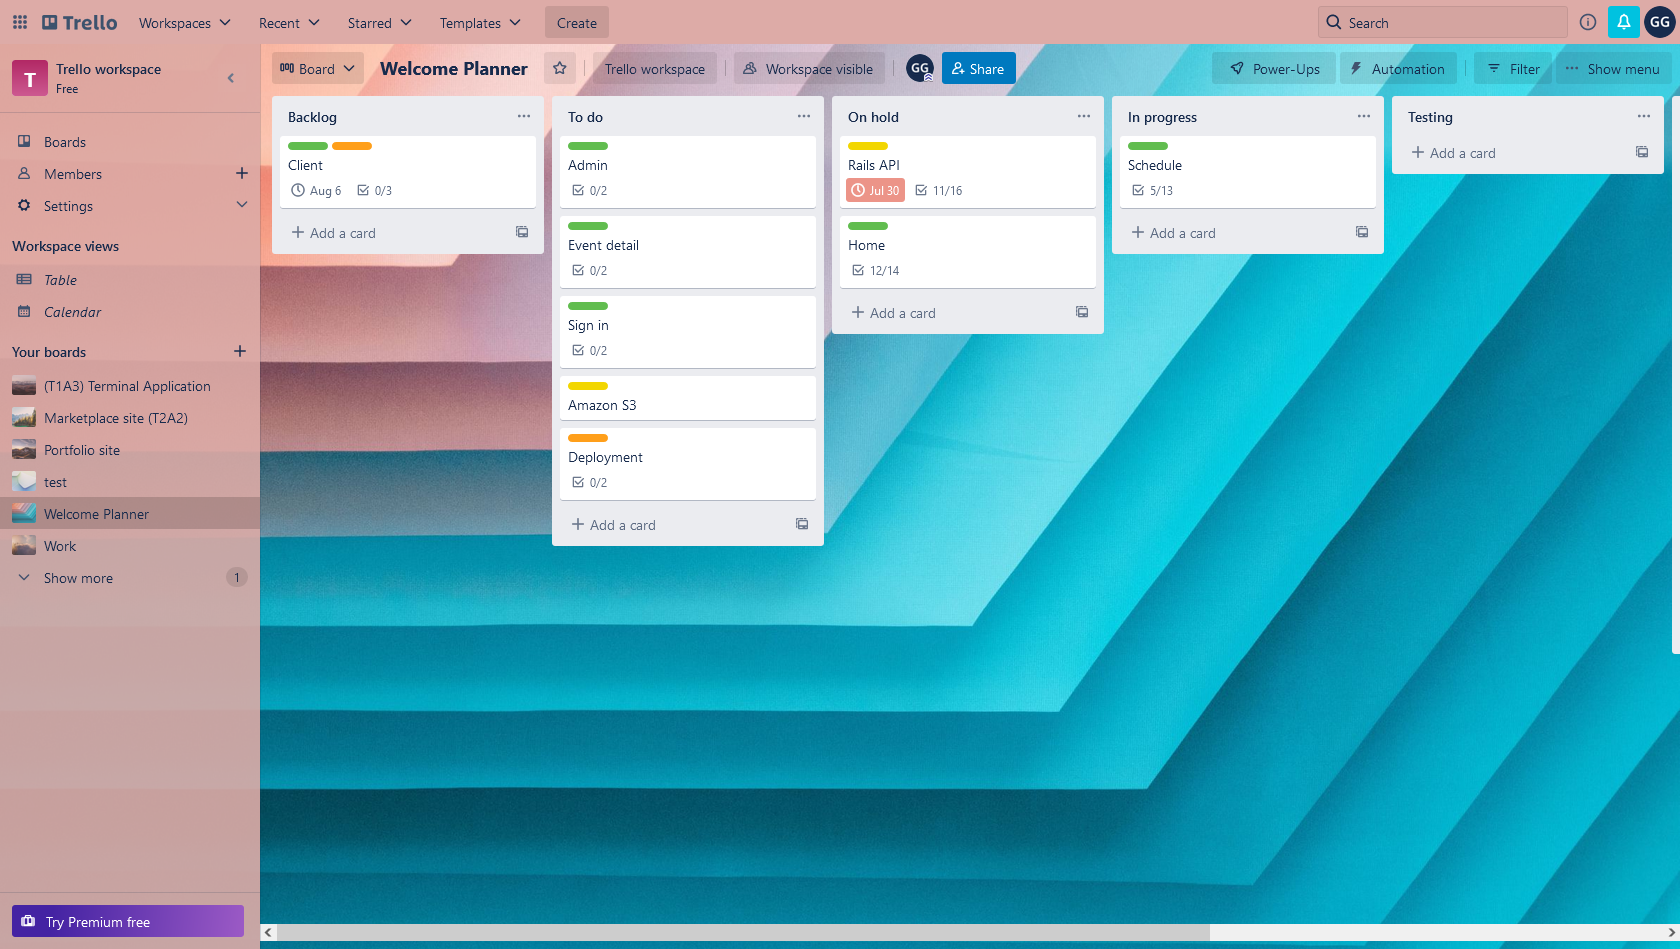 Trello
Workspaces
Recent
Starred
Templates
Create
Search
GG
T
Trello workspace
Free
Board
Welcome Planner
Trello workspace
Workspace visible
GG
Share
Power-Ups
Automation
Filter
Show menu
Boards
Members
Settings
Workspace views
Table
Calendar
Your boards
(T1A3) Terminal Application
Marketplace site (T2A2)
Portfolio site
test
Welcome Planner
Work
Show more
1
Try Premium free
Backlog
Client
Aug 6
0/3
Add a card
To do
Admin
0/2
Event detail
0/2
Sign in
0/2
Amazon S3
Deployment
0/2
Add a card
On hold
Rails API
Jul 30
11/16
Home
12/14
Add a card
In progress
Schedule
5/13
Add a card
Testing
Add a card